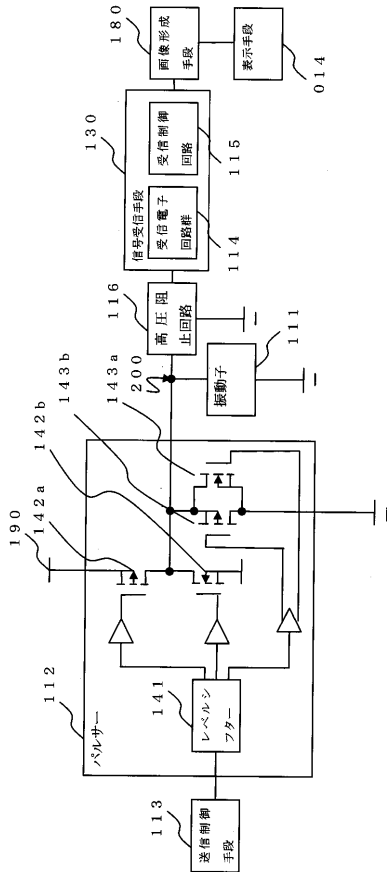 113
送信制御
手段
112
パルサー
141
レベルシ
フター
190
142a
142b
143b
143a
200
振動子
111
116
高圧阻
止回路
130
信号受信手段
受信電子
回路群
114
受信制御
回路
115
180
画像形成
手段
表示手段
014